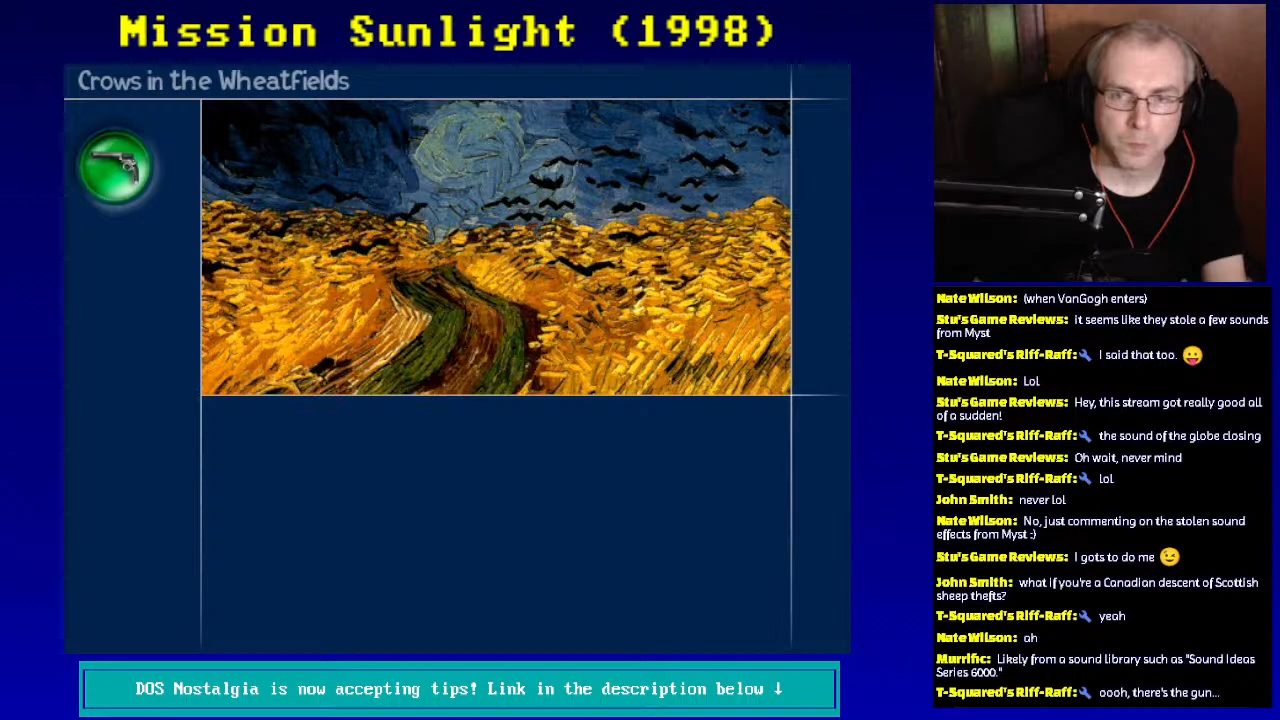 Mission Sunlight (1998)
Crows in the Wheatfields
Nate Wilson: (when VanGogh enters)
Stu's Game Reviews: it seems like they stole a few sounds
from Myst
T-Squared's Riff-Raff: I said that too. 😛
Nate Wilson: Lol
Stu's Game Reviews: Hey, this stream got really good all
of a sudden!
T-Squared's Riff-Raff: the sound of the globe closing
Stu's Game Reviews: Oh wait, never mind
T-Squared's Riff-Raff: lol
John Smith: never lol
Nate Wilson: No, just commenting on the stolen sound
effects from Myst :)
Stu's Game Reviews: I gots to do me 😉
John Smith: what If you're a Canadian descent of Scottish
sheep thefts?
T-Squared's Riff-Raff: yeah
Nate Wilson: ah
Murrific: Likely from a sound library such as "Sound Ideas
Series 6000."
T-Squared's Riff-Raff: oooh, there's the gun...
DOS Nostalgia is now accepting tips! Link in the description below ↓